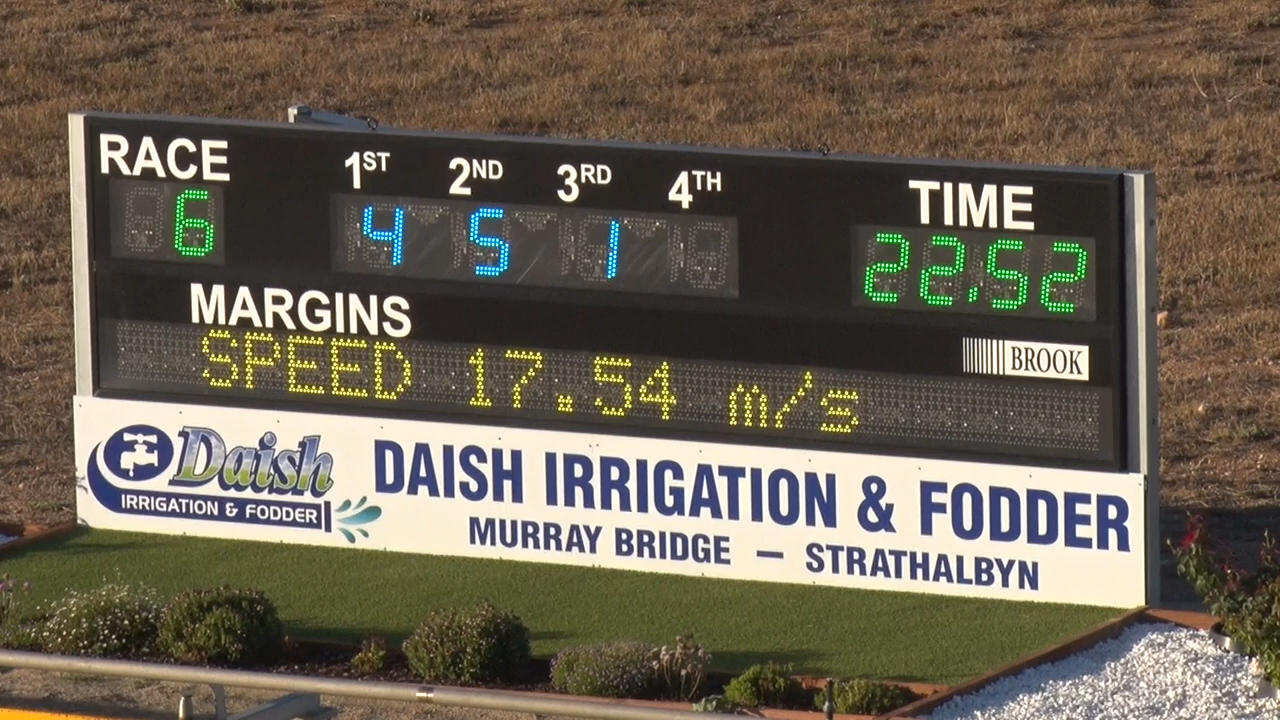 RACE 1ST 2ND 3RD 4TH TIME
6 4 5 1 22.52
MARGINS
BROOK
SPEED 17.54 m/s
Daish
IRRIGATION & FODDER
DAISH IRRIGATION & FODDER
MURRAY BRIDGE — STRATHALBYN